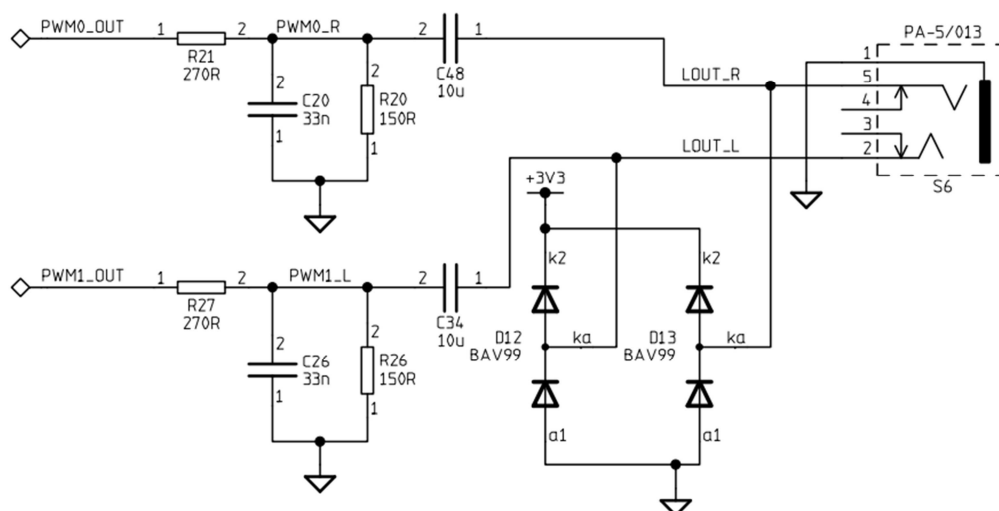 PWM0_OUT 1 2 PWM0_R 2 1
R21
270R
C48
10u
2
C20
33n
1
2
R20
150R
1
LOUT_R
LOUT_L
PA-5/013
1
5
4
3
2
S6
+3V3
PWM1_OUT 1 2 PWM1_L 2 1
R27
270R
C34
10u
2
C26
33n
1
2
R26
150R
1
k2
D12
BAV99
ka
a1
k2
D13
BAV99
ka
a1